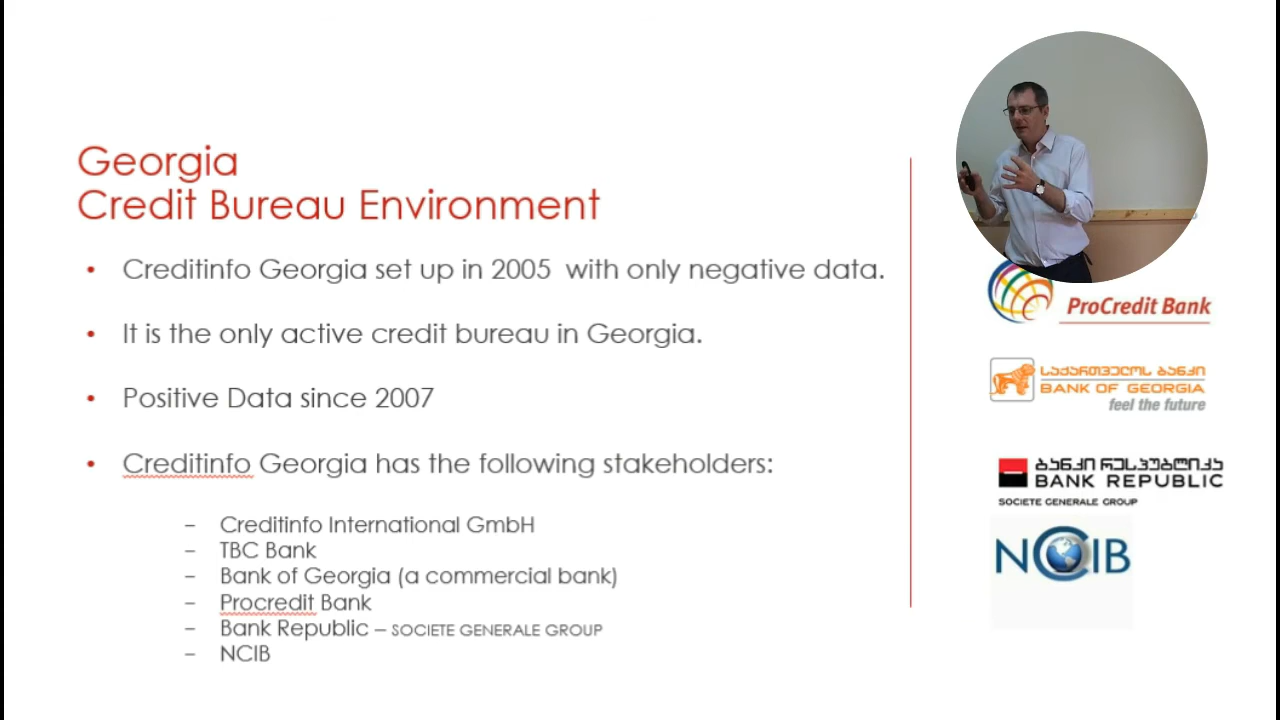 Georgia
Credit Bureau Environment
• Creditinfo Georgia set up in 2005 with only negative data.
• It is the only active credit bureau in Georgia.
• Positive Data since 2007
• Creditinfo Georgia has the following stakeholders:
– Creditinfo International GmbH
– TBC Bank
– Bank of Georgia (a commercial bank)
– Procredit Bank
– Bank Republic – SOCIETE GENERALE GROUP
– NCIB
ProCredit Bank
საქართველოს ბანკი
BANK OF GEORGIA
feel the future
ბანკი რესპუბლიკა
BANK REPUBLIC
SOCIETE GENERALE GROUP
NCIB